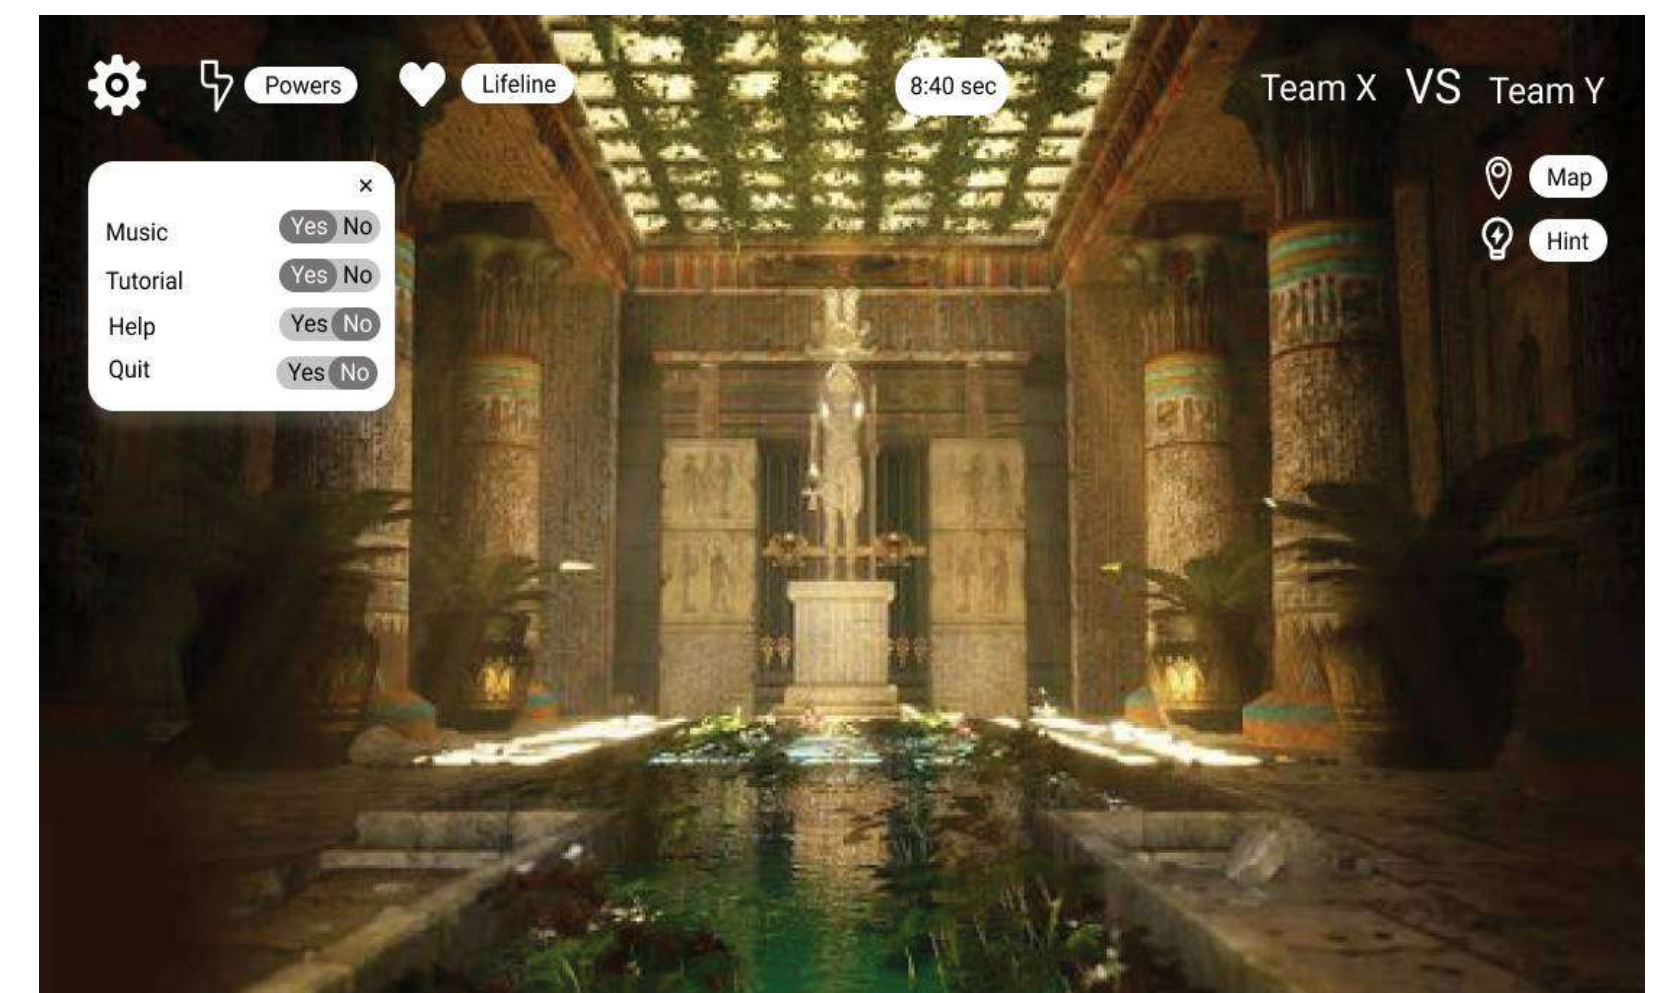 Powers
Lifeline
8:40 sec
Team X VS Team Y
Map
Hint
×
Music Yes No
Tutorial Yes No
Help Yes No
Quit Yes No